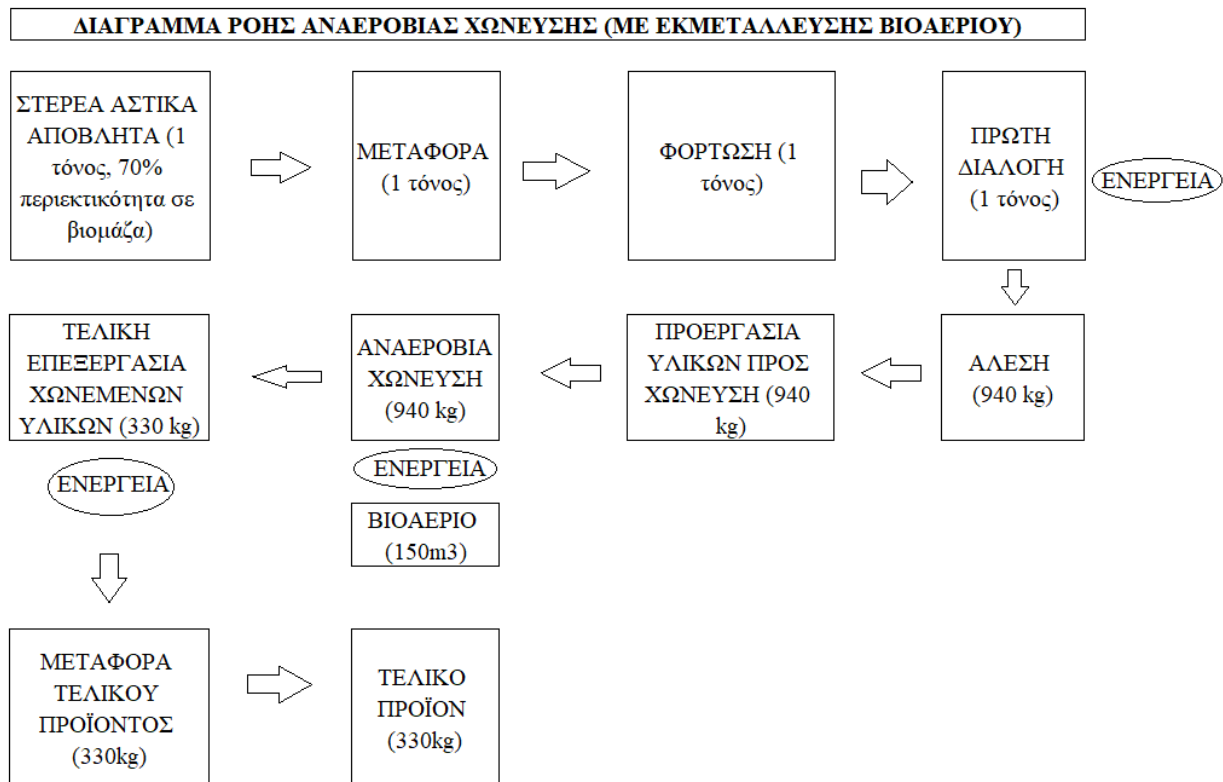 ΔΙΑΓΡΑΜΜΑ ΡΟΗΣ ΑΝΑΕΡΟΒΙΑΣ ΧΩΝΕΥΣΗΣ (ΜΕ ΕΚΜΕΤΑΛΛΕΥΣΗΣ ΒΙΟΑΕΡΙΟΥ)
ΣΤΕΡΕΑ ΑΣΤΙΚΑ
ΑΠΟΒΛΗΤΑ (1
τόνος, 70%
περιεκτικότητα σε
βιομάζα)
ΜΕΤΑΦΟΡΑ
(1 τόνος)
ΦΟΡΤΩΣΗ (1
τόνος)
ΠΡΩΤΗ
ΔΙΑΛΟΓΗ
(1 τόνος)
ΕΝΕΡΓΕΙΑ
ΑΛΕΣΗ
(940 kg)
ΠΡΟΕΡΓΑΣΙΑ
ΥΛΙΚΩΝ ΠΡΟΣ
ΧΩΝΕΥΣΗ (940
kg)
ΑΝΑΕΡΟΒΙΑ
ΧΩΝΕΥΣΗ
(940 kg)
ΕΝΕΡΓΕΙΑ
ΒΙΟΑΕΡΙΟ
(150m3)
ΤΕΛΙΚΗ
ΕΠΕΞΕΡΓΑΣΙΑ
ΧΩΝΕΜΕΝΩΝ
ΥΛΙΚΩΝ (330 kg)
ΕΝΕΡΓΕΙΑ
ΜΕΤΑΦΟΡΑ
ΤΕΛΙΚΟΥ
ΠΡΟΪΟΝΤΟΣ
(330kg)
ΤΕΛΙΚΟ
ΠΡΟΪΟΝ
(330kg)